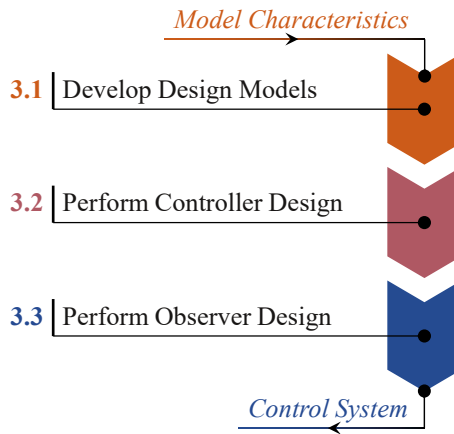 Model Characteristics
3.1 Develop Design Models
3.2 Perform Controller Design
3.3 Perform Observer Design
Control System